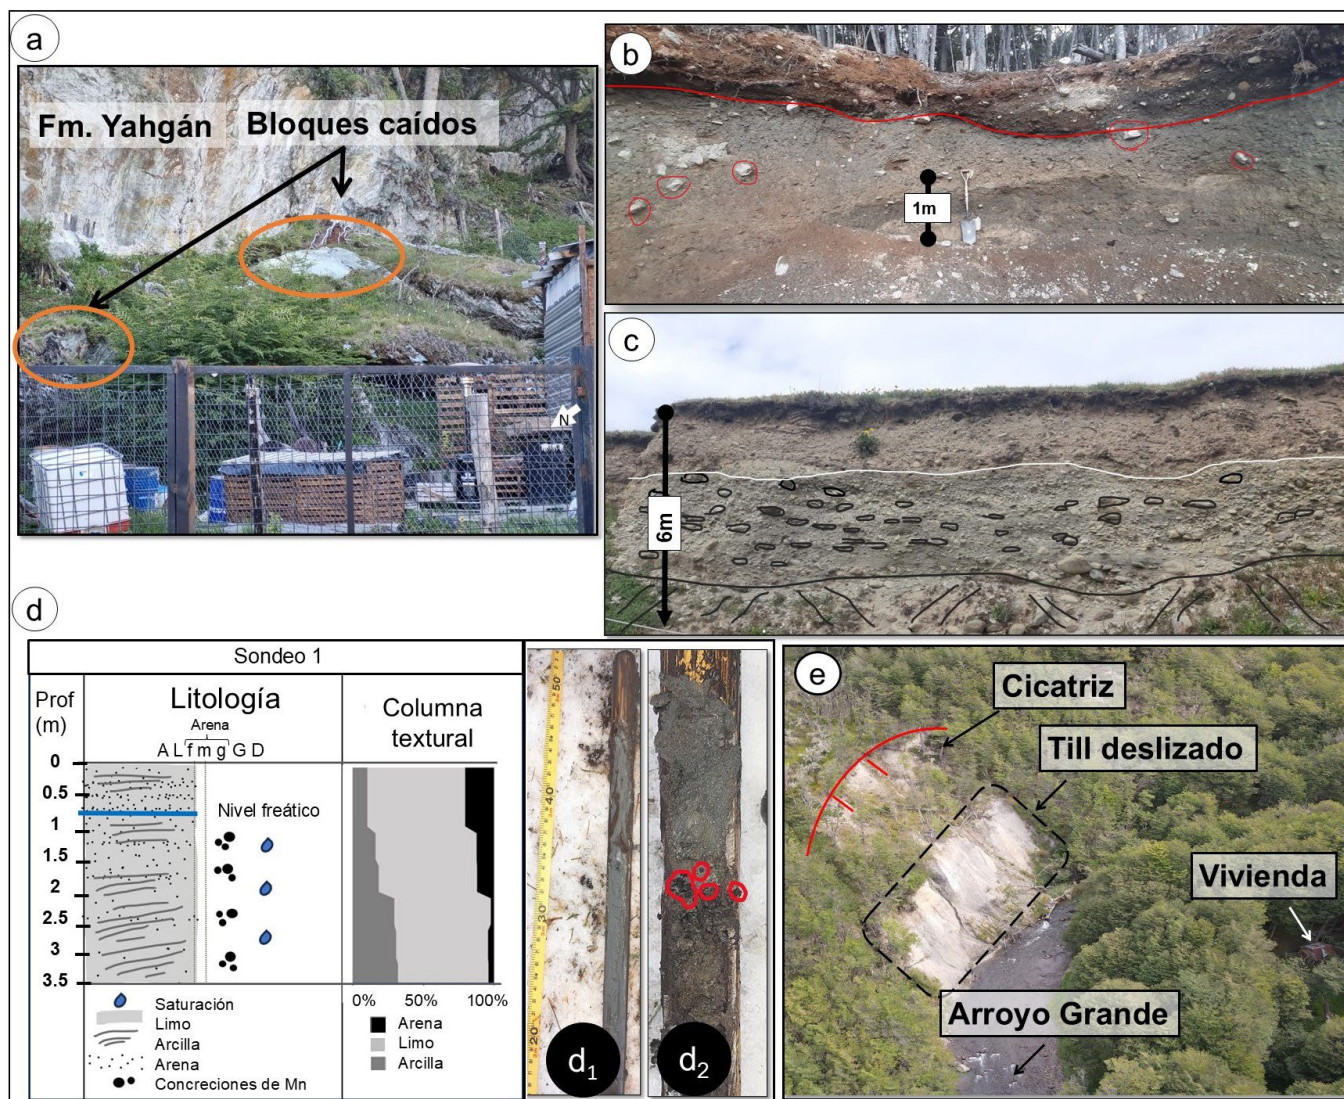 a
Fm. Yahgán
Bloques caídos
N
b
1m
c
6m
d
Sondeo 1
Prof
(m)
Litología
Arena
A L f m g G D
Columna
textural
0
0.5
1
1.5
2
2.5
3
3.5
Nivel freático
0% 50% 100%
Saturación
Limo
Arcilla
Arena
Concreciones de Mn
Arena
Limo
Arcilla
50
40
30
20
d1
d2
e
Cicatriz
Till deslizado
Vivienda
Arroyo Grande